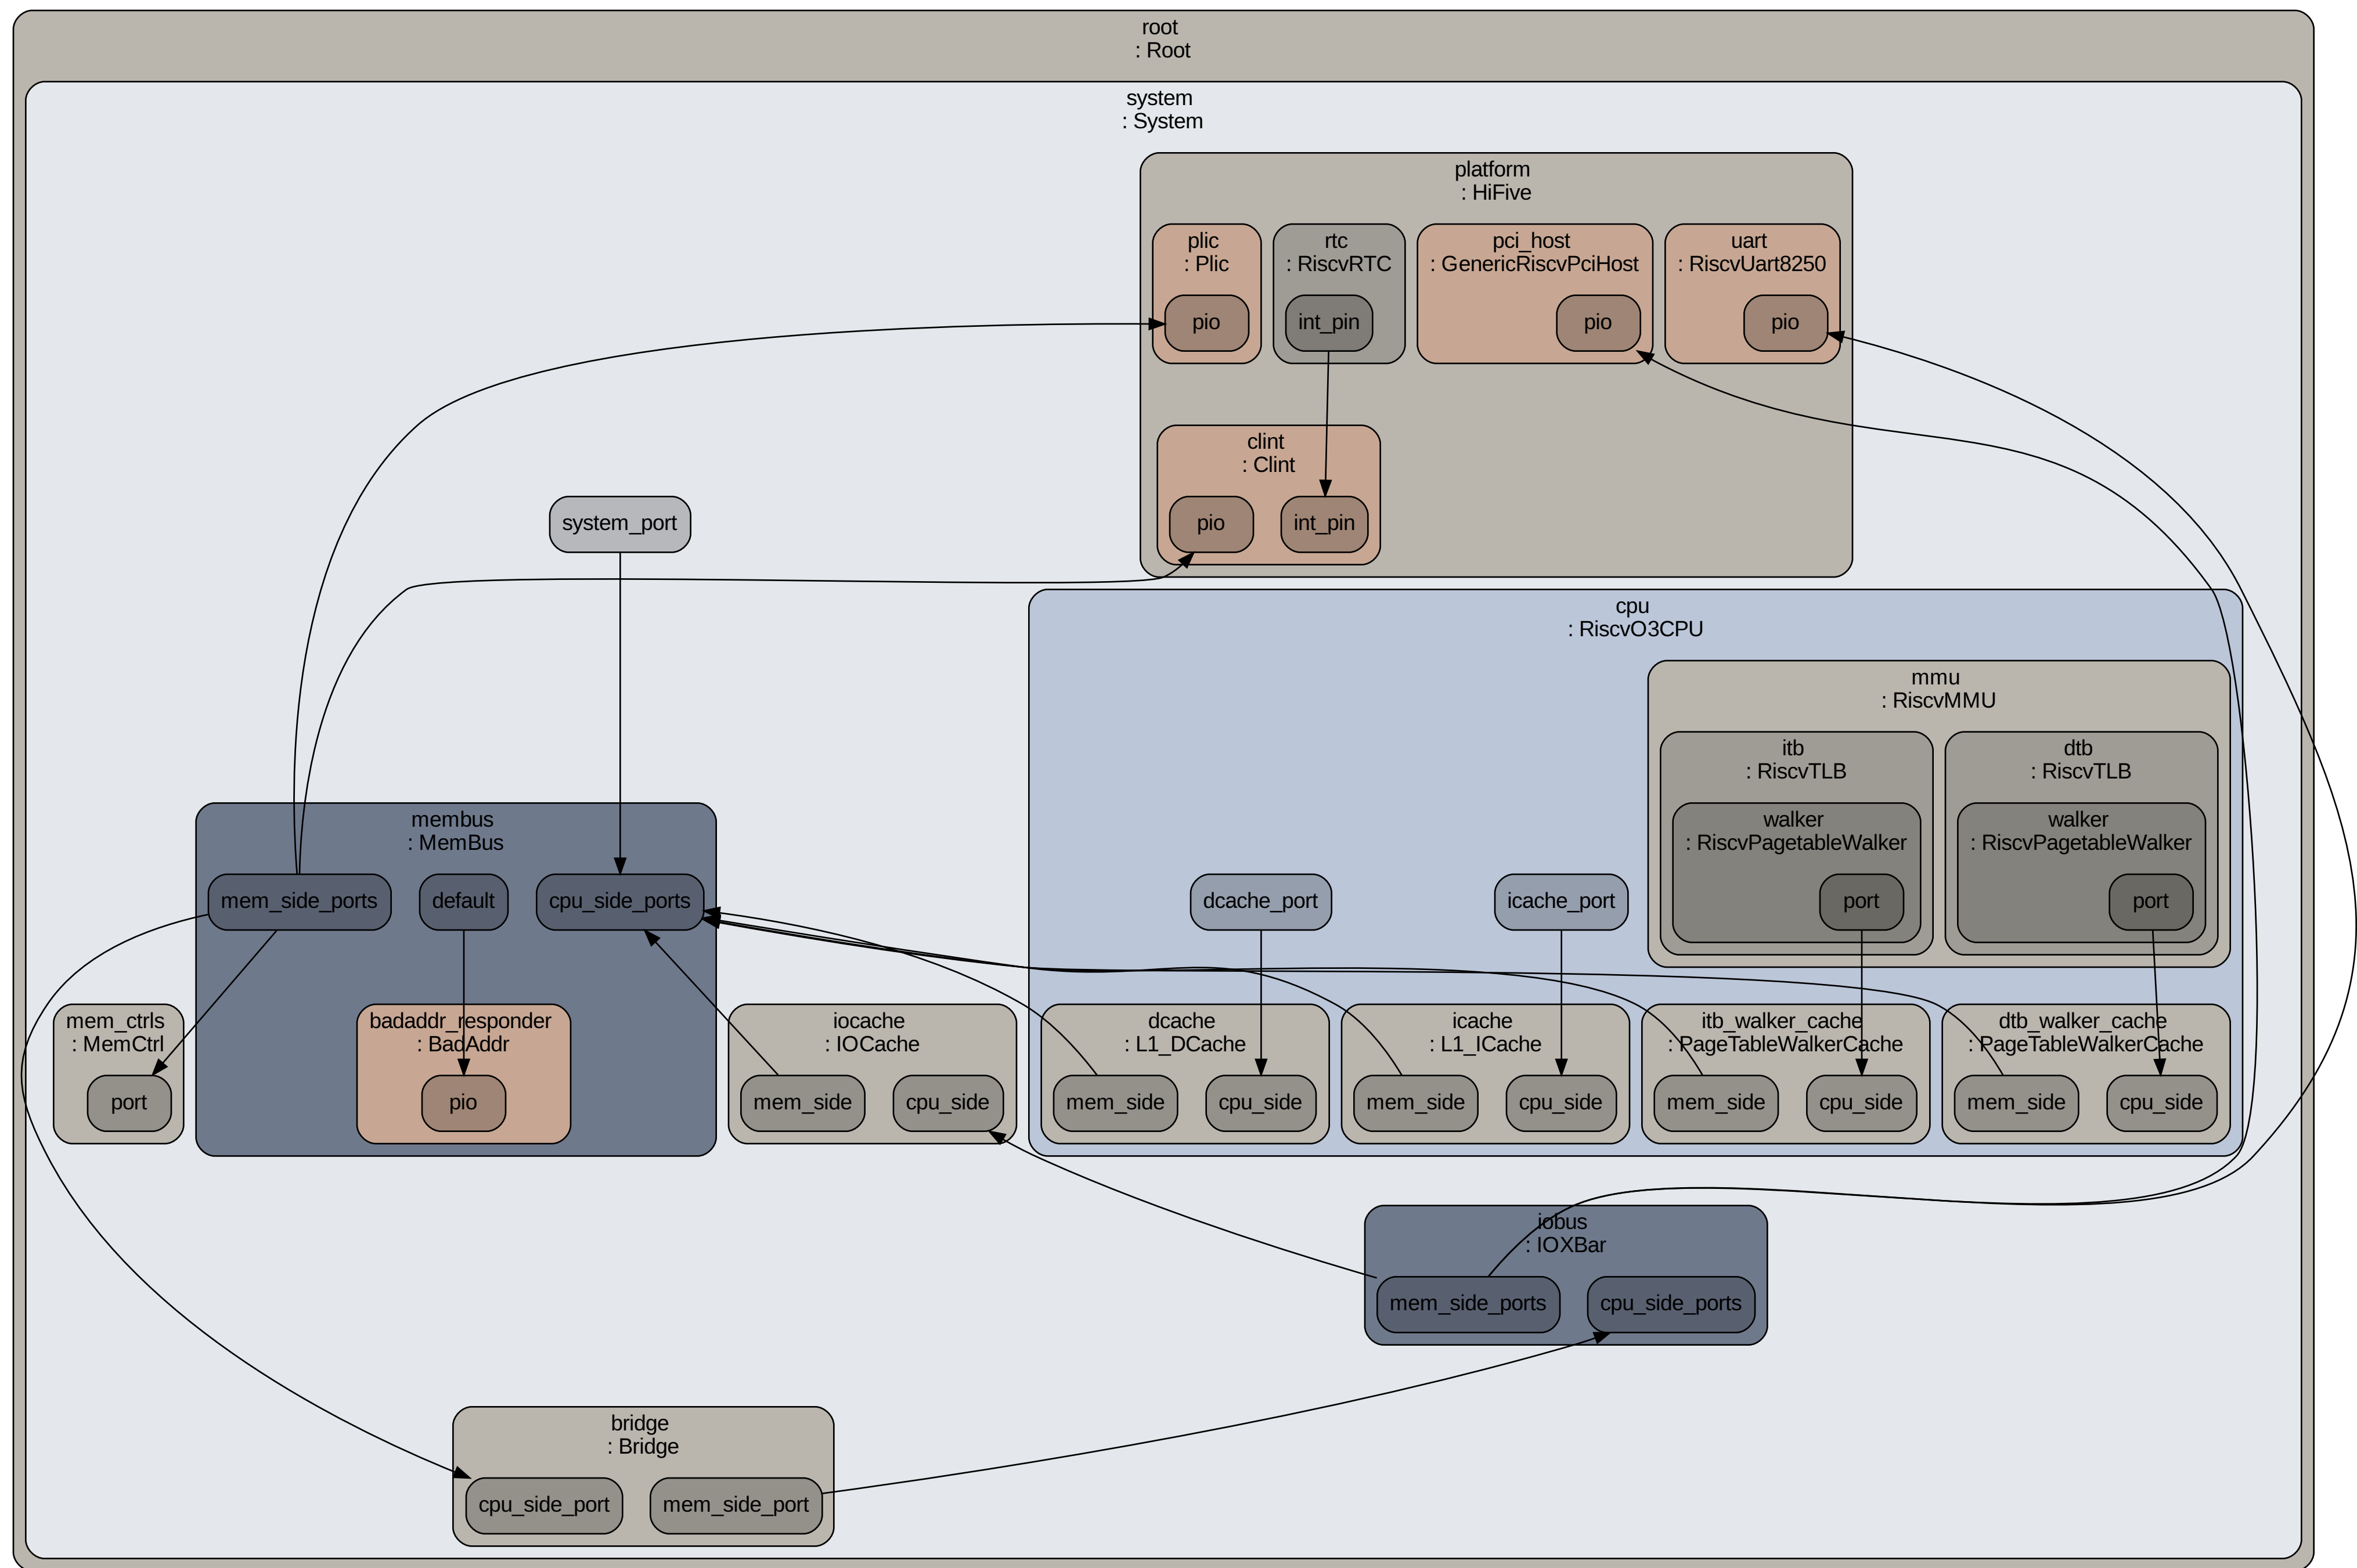 root
: Root
system
: System
platform
: HiFive
plic
: Plic
pio
rtc
: RiscvRTC
int_pin
pci_host
: GenericRiscvPciHost
pio
uart
: RiscvUart8250
pio
clint
: Clint
pio
int_pin
system_port
cpu
: RiscvO3CPU
mmu
: RiscvMMU
itb
: RiscvTLB
walker
: RiscvPagetableWalker
port
dtb
: RiscvTLB
walker
: RiscvPagetableWalker
port
dcache_port
icache_port
membus
: MemBus
mem_side_ports
default
cpu_side_ports
badaddr_responder
: BadAddr
pio
mem_ctrls
: MemCtrl
port
iocache
: IOCache
mem_side
cpu_side
dcache
: L1_DCache
mem_side
cpu_side
icache
: L1_ICache
mem_side
cpu_side
itb_walker_cache
: PageTableWalkerCache
mem_side
cpu_side
dtb_walker_cache
: PageTableWalkerCache
mem_side
cpu_side
iobus
: IOXBar
mem_side_ports
cpu_side_ports
bridge
: Bridge
cpu_side_port
mem_side_port